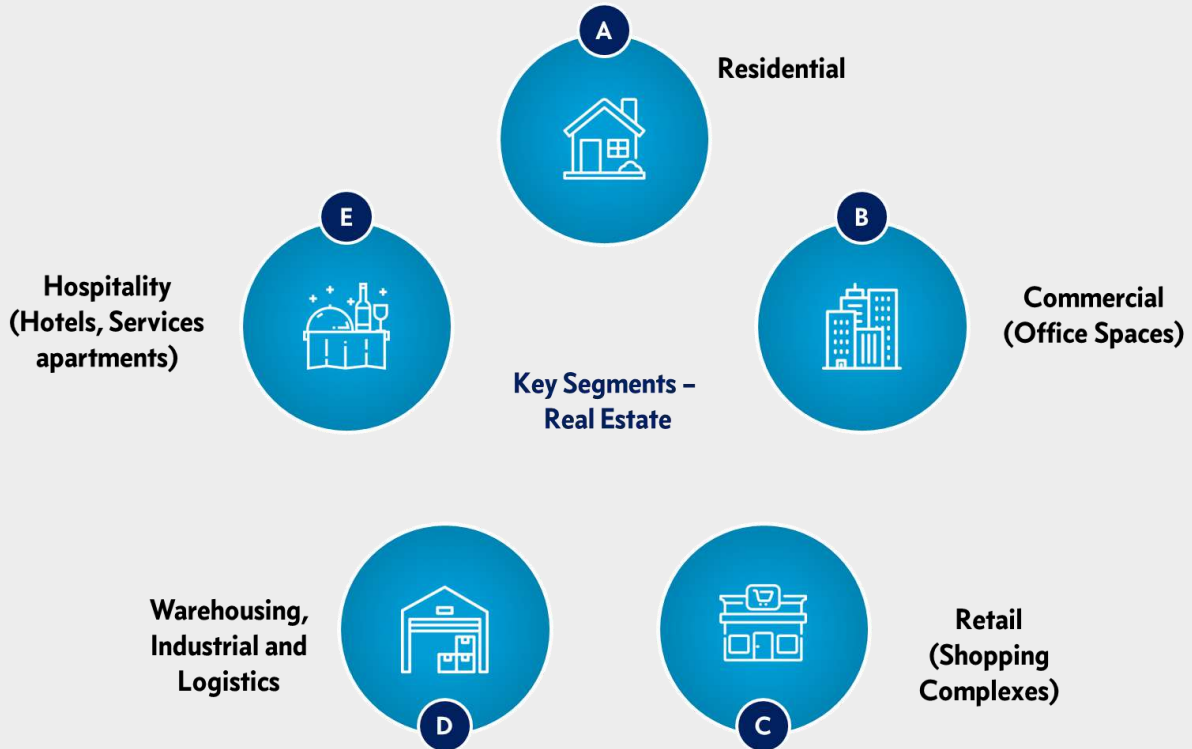 A
Residential
B
Commercial
(Office Spaces)
C
Retail
(Shopping
Complexes)
D
Warehousing,
Industrial and
Logistics
E
Hospitality
(Hotels, Services
apartments)
Key Segments –
Real Estate